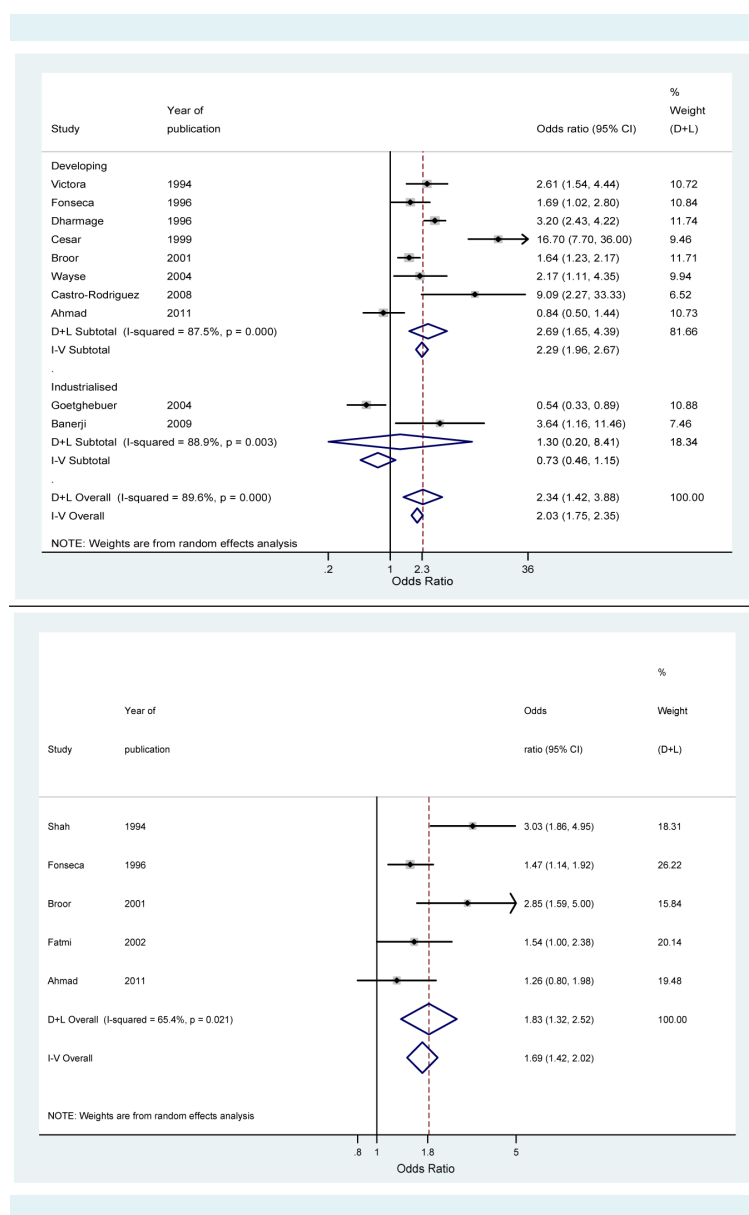 %
Year of Weight
Study publication Odds ratio (95% CI) (D+L)
Developing
Victora 1994 2.61 (1.54, 4.44) 10.72
Fonseca 1996 1.69 (1.02, 2.80) 10.84
Dharmage 1996 3.20 (2.43, 4.22) 11.74
Cesar 1999 16.70 (7.70, 36.00) 9.46
Broor 2001 1.64 (1.23, 2.17) 11.71
Wayse 2004 2.17 (1.11, 4.35) 9.94
Castro-Rodriguez 2008 9.09 (2.27, 33.33) 6.52
Ahmad 2011 0.84 (0.50, 1.44) 10.73
D+L Subtotal (I-squared = 87.5%, p = 0.000) 2.69 (1.65, 4.39) 81.66
I-V Subtotal 2.29 (1.96, 2.67)
.
Industrialised
Goetghebuer 2004 0.54 (0.33, 0.89) 10.88
Banerji 2009 3.64 (1.16, 11.46) 7.46
D+L Subtotal (I-squared = 88.9%, p = 0.003) 1.30 (0.20, 8.41) 18.34
I-V Subtotal 0.73 (0.46, 1.15)
.
D+L Overall (I-squared = 89.6%, p = 0.000) 2.34 (1.42, 3.88) 100.00
I-V Overall 2.03 (1.75, 2.35)
NOTE: Weights are from random effects analysis
.2 1 2.3 36
Odds Ratio
%
Year of Odds Weight
Study publication ratio (95% CI) (D+L)
Shah 1994 3.03 (1.86, 4.95) 18.31
Fonseca 1996 1.47 (1.14, 1.92) 26.22
Broor 2001 2.85 (1.59, 5.00) 15.84
Fatmi 2002 1.54 (1.00, 2.38) 20.14
Ahmad 2011 1.26 (0.80, 1.98) 19.48
D+L Overall (I-squared = 65.4%, p = 0.021) 1.83 (1.32, 2.52) 100.00
I-V Overall 1.69 (1.42, 2.02)
NOTE: Weights are from random effects analysis
.8 1 1.8 5
Odds Ratio